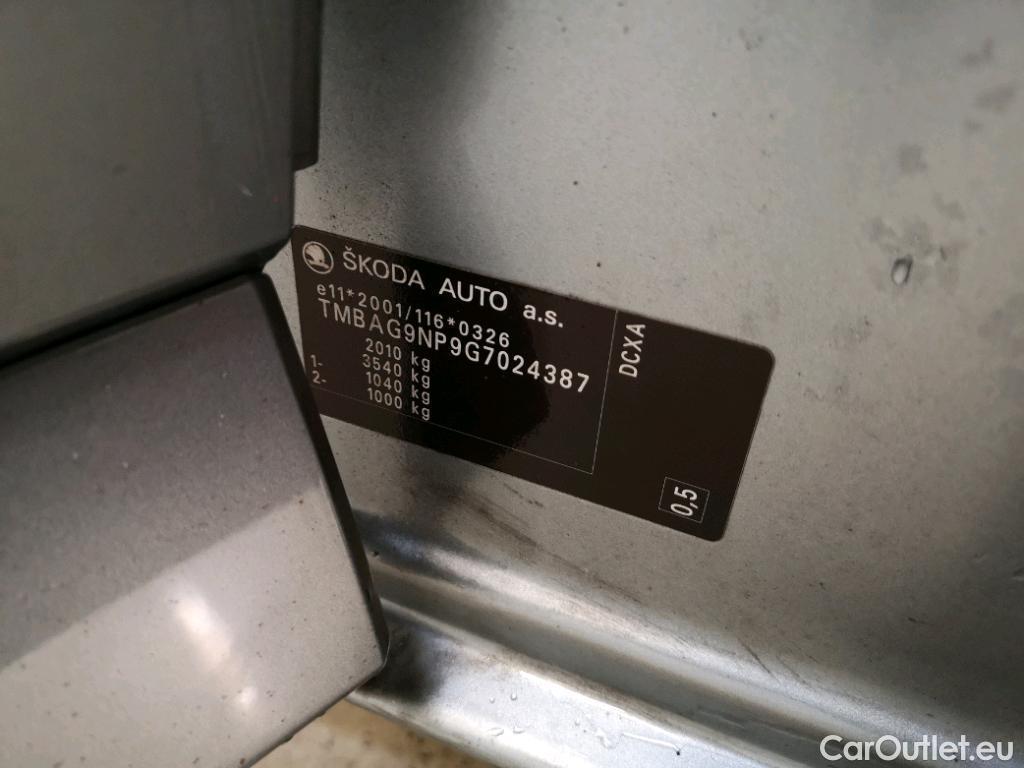 ŠKODA AUTO a.s.
e11*2001/116*0326
TMBAG9NP9G7024387
2010 kg
3540 kg
1- 1040 kg
2- 1000 kg
DCXA
0,5
CarOutlet.eu